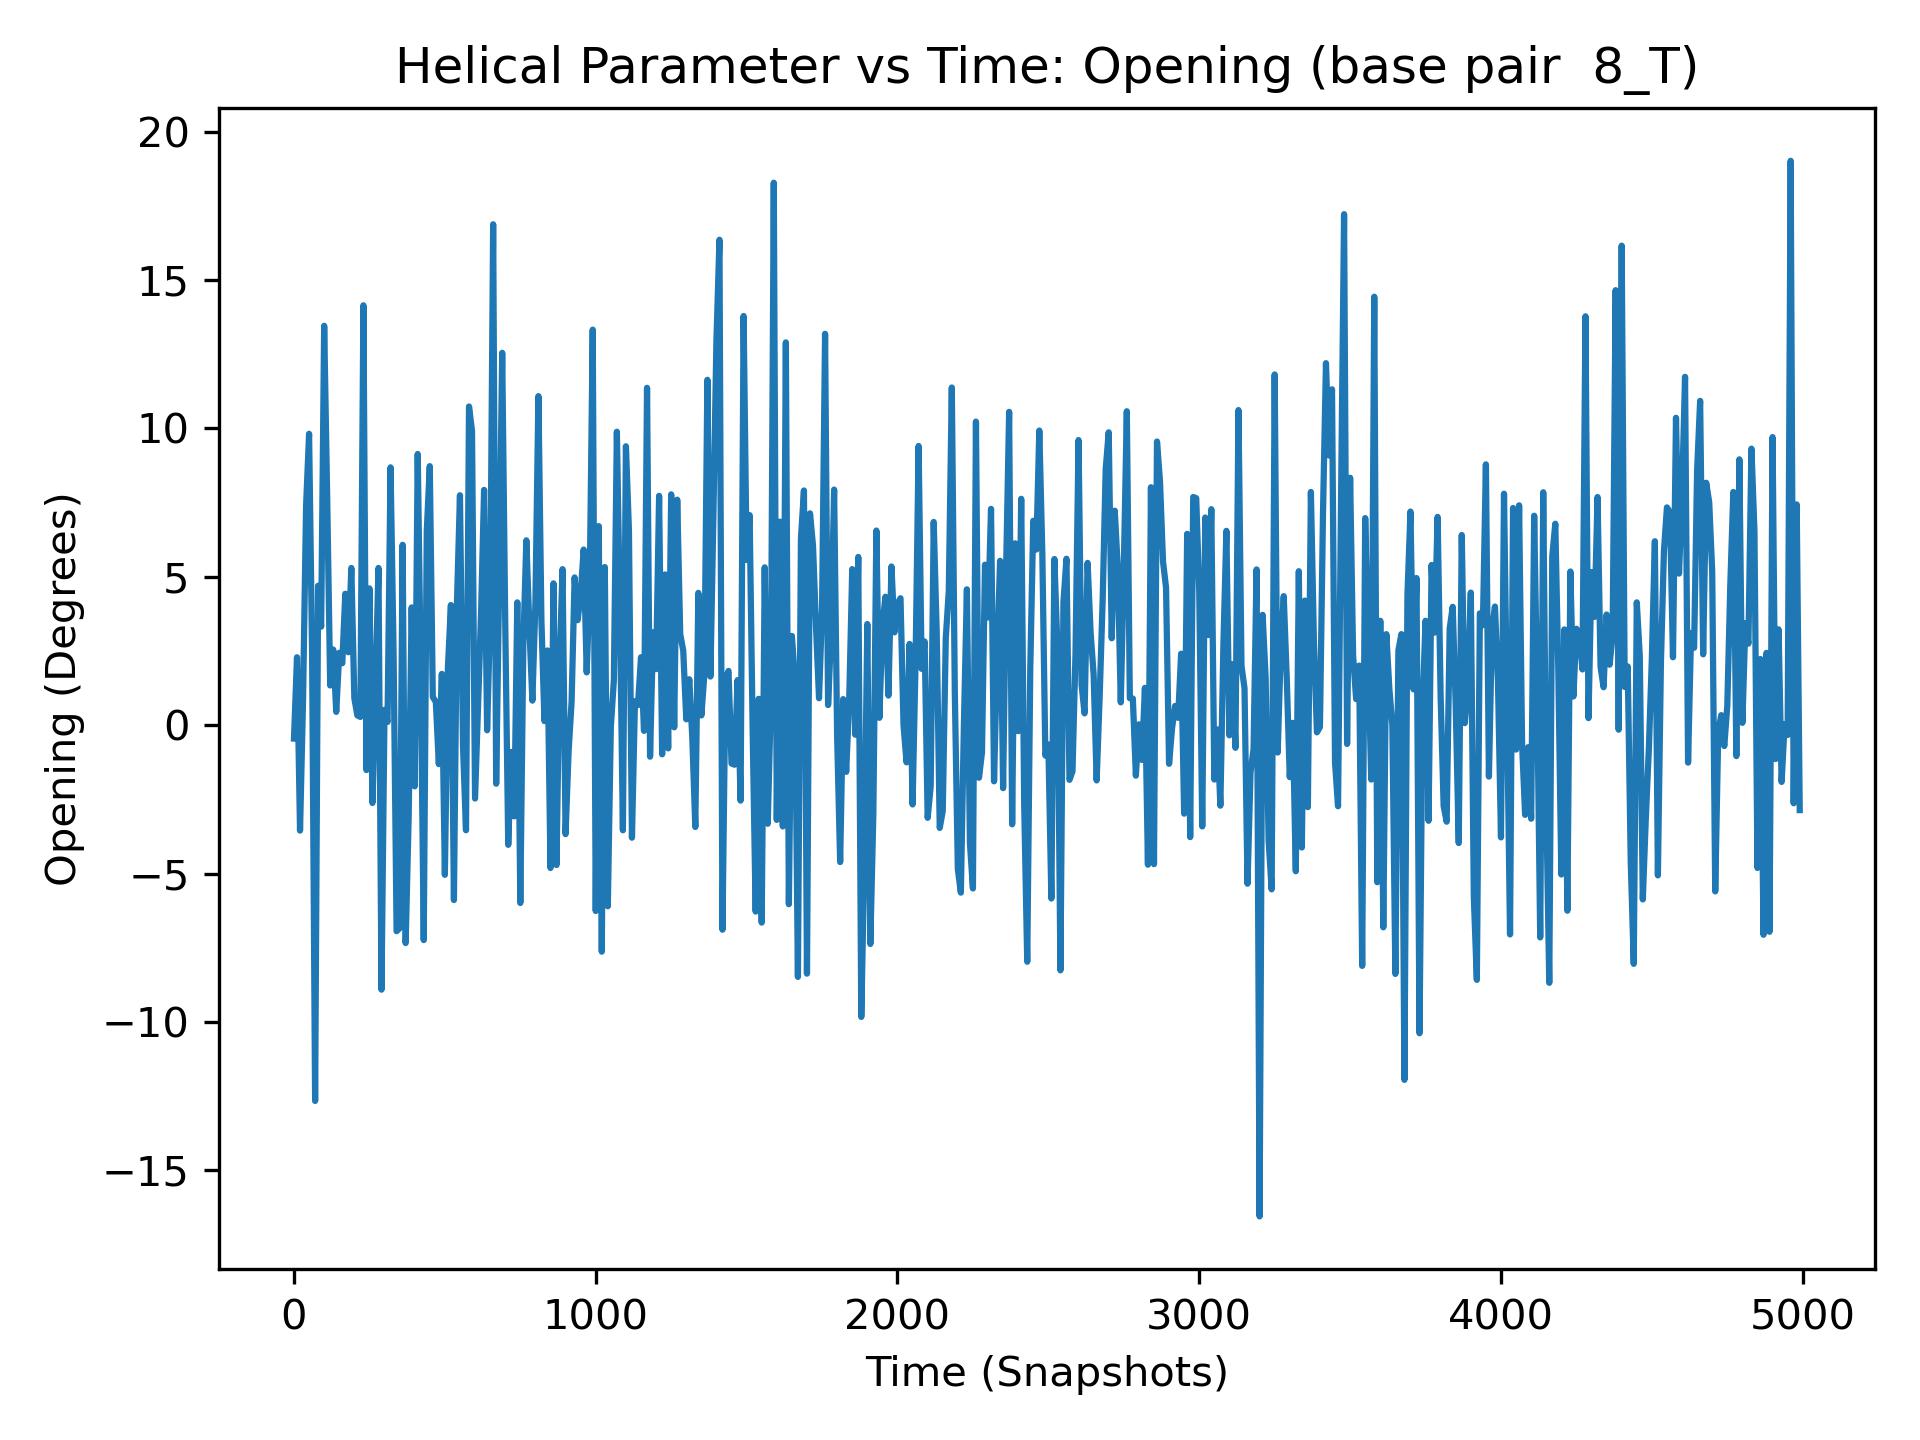 Helical Parameter vs Time: Opening (base pair  8_T)
20
15
10
5
0
−5
−10
−15
Opening (Degrees)
0 1000 2000 3000 4000 5000
Time (Snapshots)